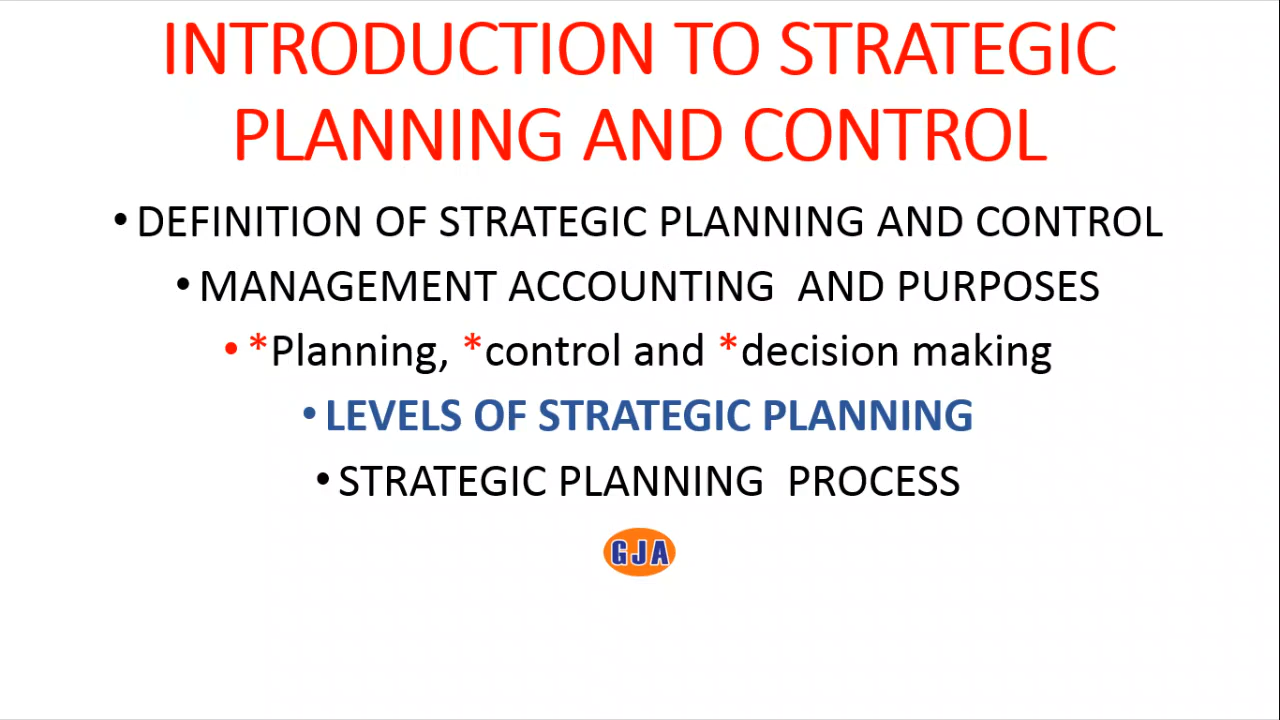 INTRODUCTION TO STRATEGIC
PLANNING AND CONTROL
• DEFINITION OF STRATEGIC PLANNING AND CONTROL
• MANAGEMENT ACCOUNTING  AND PURPOSES
• *Planning, *control and *decision making
• LEVELS OF STRATEGIC PLANNING
• STRATEGIC PLANNING  PROCESS
GJA